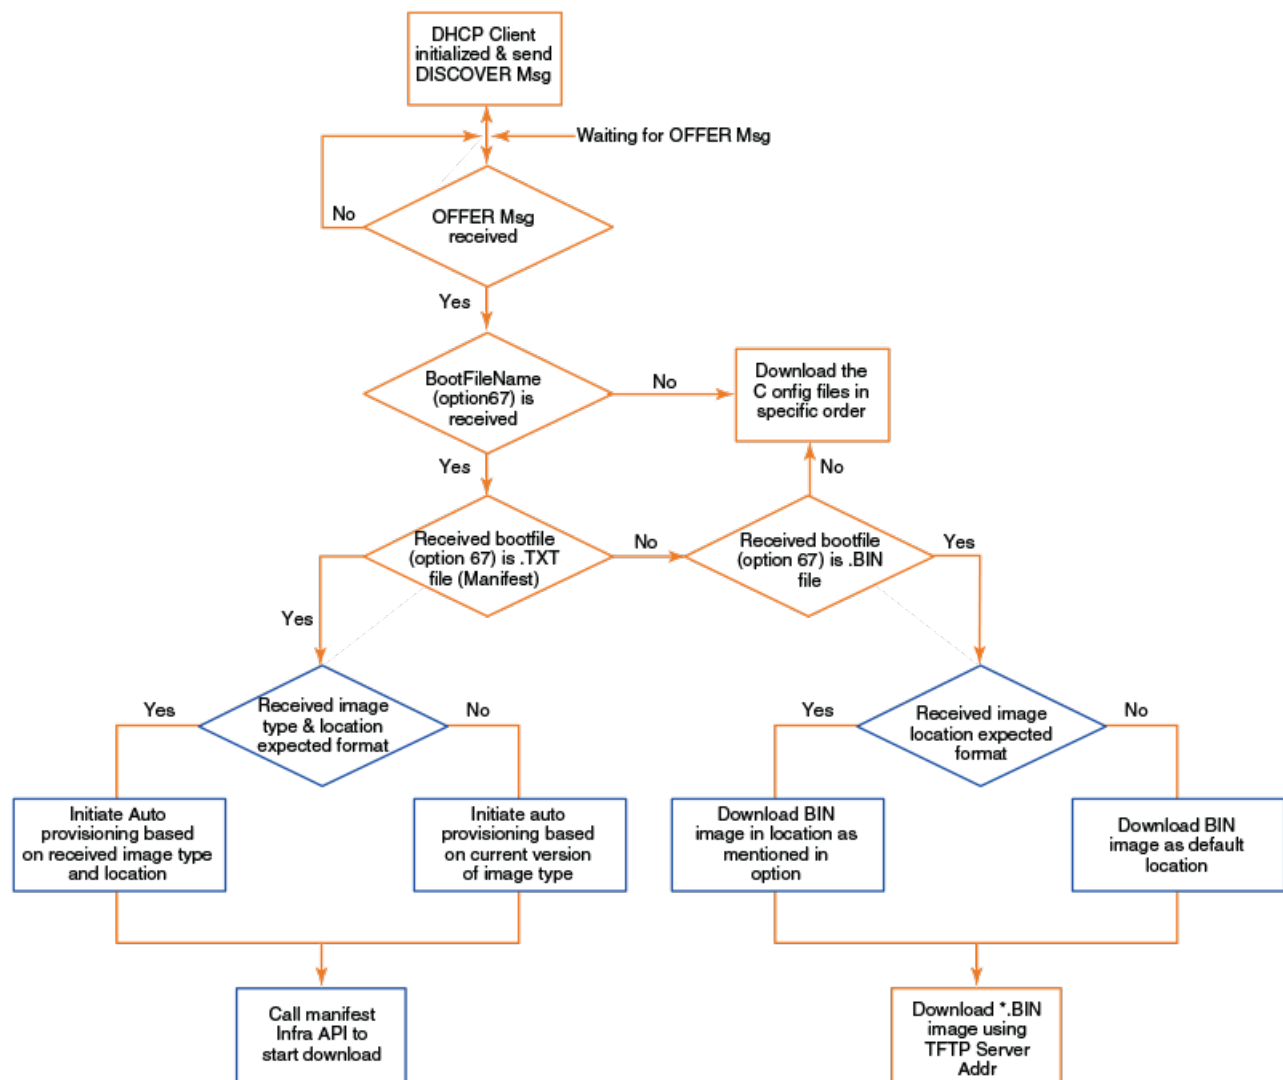 DHCP Client
initialized & send
DISCOVER Msg
Waiting for OFFER Msg
No
OFFER Msg
received
Yes
BootFileName
(option67) is
received
No
Download the
C onfig files in
specific order
Yes
No
Received bootfile
(option 67) is .TXT
file (Manifest)
No
Received bootfile
(option 67) is .BIN
file
Yes
Yes
Yes
Received image
type & location
expected format
No
Yes
Received image
location expected
format
No
Initiate Auto
provisioning based
on received image type
and location
Initiate auto
provisioning based
on current version
of image type
Download BIN
image in location as
mentioned in
option
Download BIN
image as default
location
Call manifest
Infra API to
start download
Download *.BIN
image using
TFTP Server
Addr